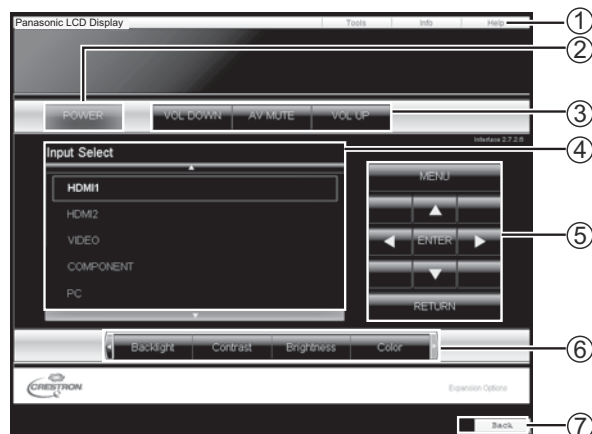 Panasonic LCD Display Tools Info Help ①
②
POWER VOL DOWN AV MUTE VOL UP ③
Interface 2.7.2.8
Input Select ④
HDMI1
HDMI2
VIDEO
COMPONENT
PC
MENU
ENTER ⑤
RETURN
Backlight Contrast Brightness Color ⑥
CRESTRON Expansion Options
Back ⑦